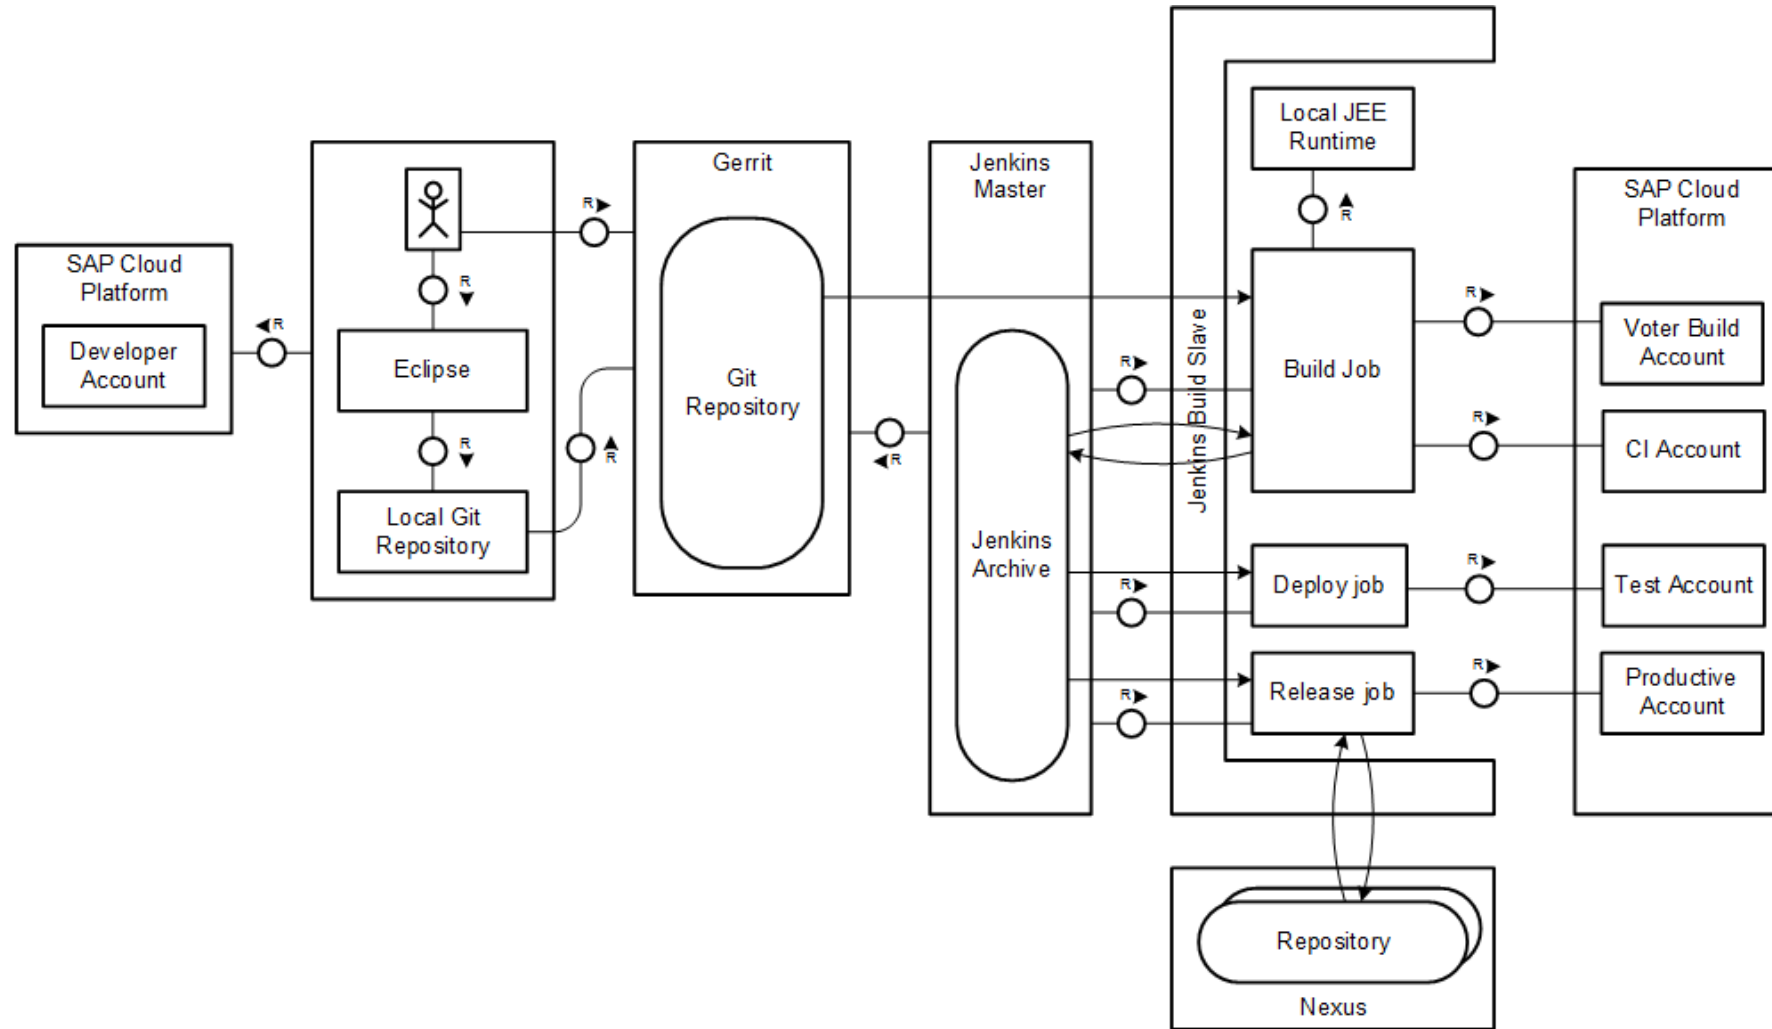 SAP Cloud
Platform
Developer
Account
R
R
R
Eclipse
R
Local Git
Repository
R
Gerrit
Git
Repository
R
Jenkins
Master
Jenkins
Archive
R
R
R
Jenkins Build Slave
Local JEE
Runtime
R
Build Job
Deploy job
Release job
R
R
R
R
SAP Cloud
Platform
Voter Build
Account
CI Account
Test Account
Productive
Account
Repository
Nexus